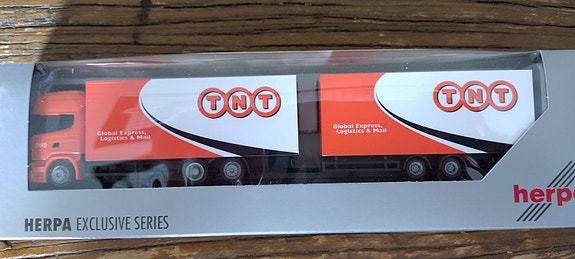 TNT
Global Express,
Logistics & Mail
TNT
Global Express,
Logistics & Mail
HERPA EXCLUSIVE SERIES
herpa